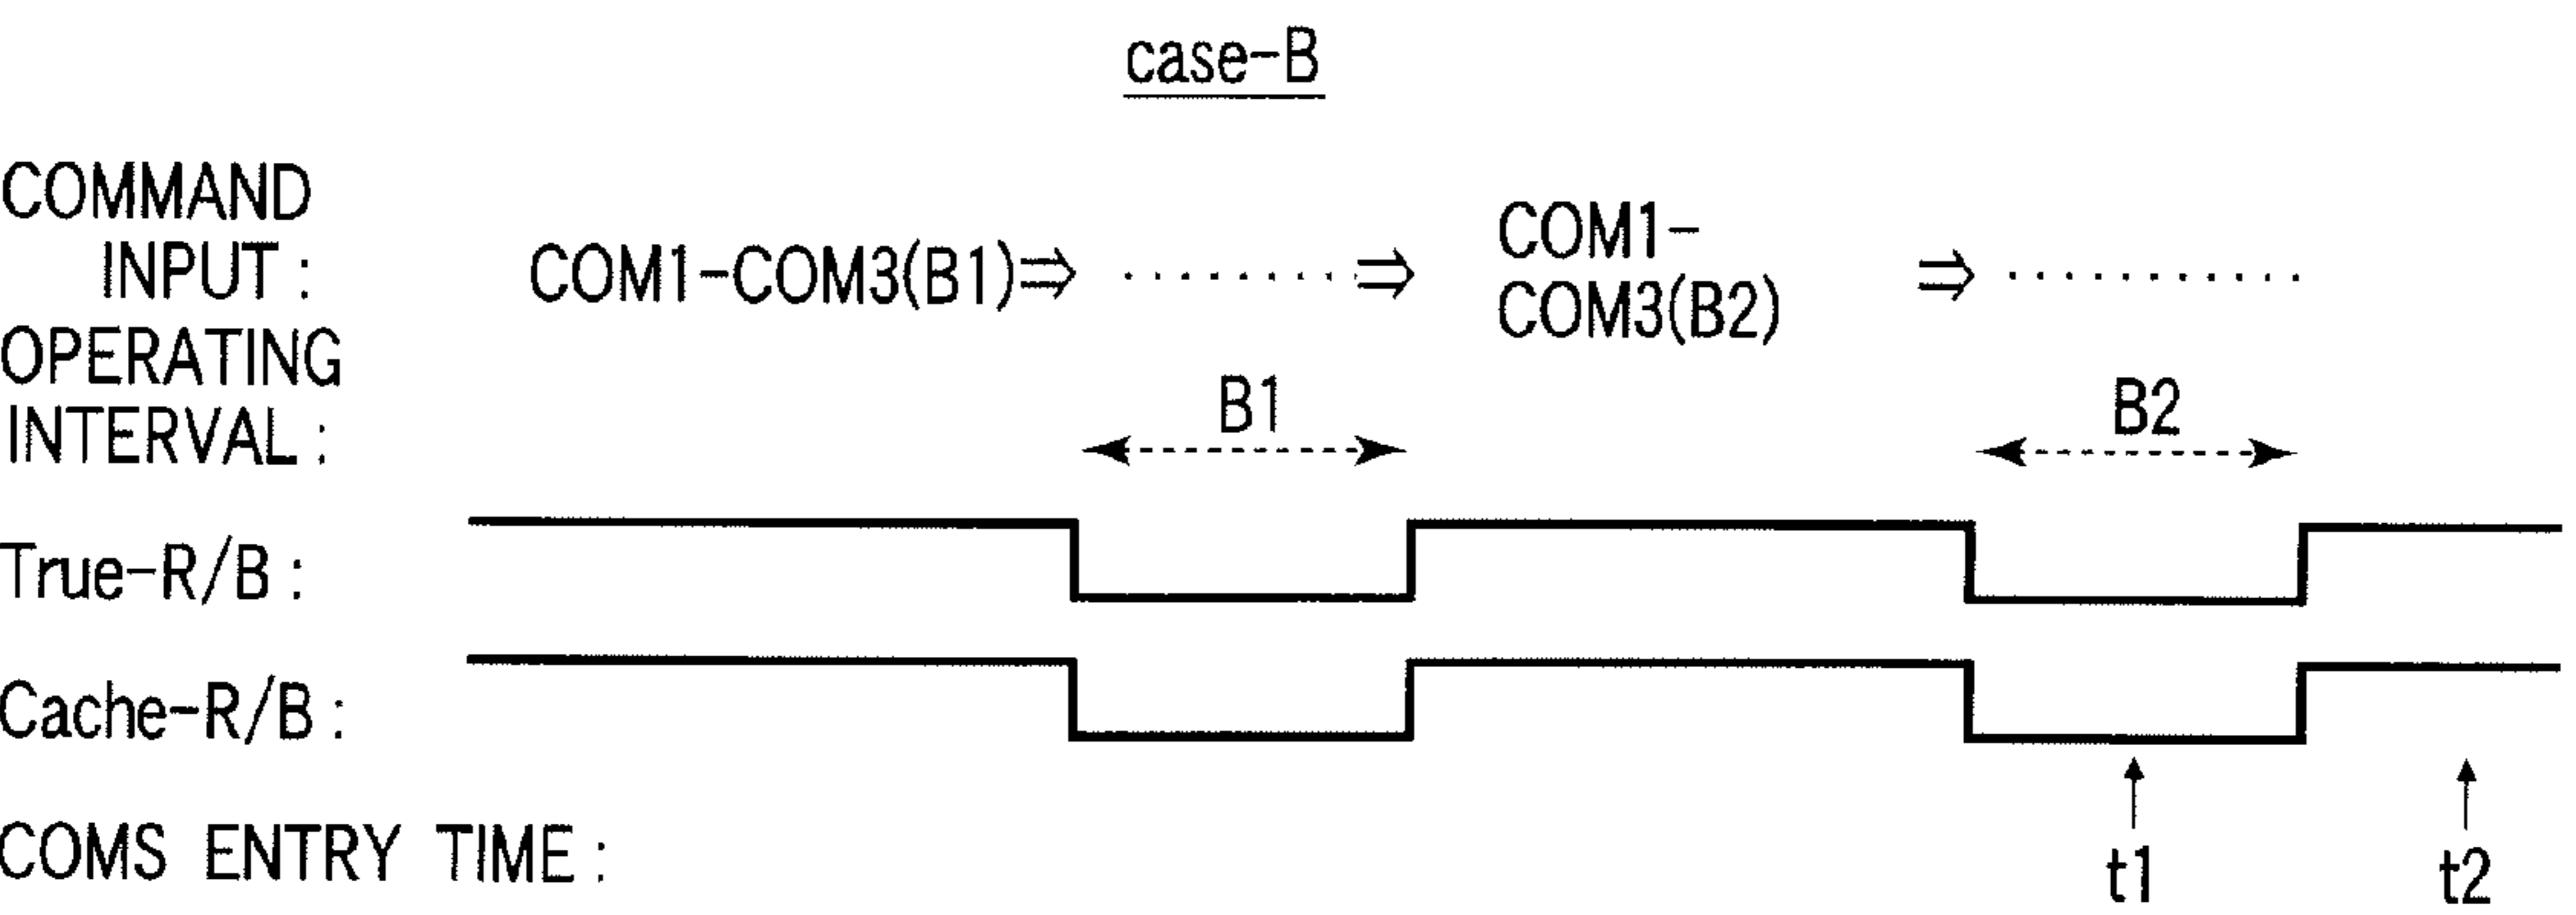 case-B
COMMAND
INPUT :
COM1-COM3(B1)⇒ ········⇒
COM1-
COM3(B2)
⇒ ··········
OPERATING
INTERVAL :
B1
B2
True-R/B :
Cache-R/B :
COMS ENTRY TIME :
t1
t2